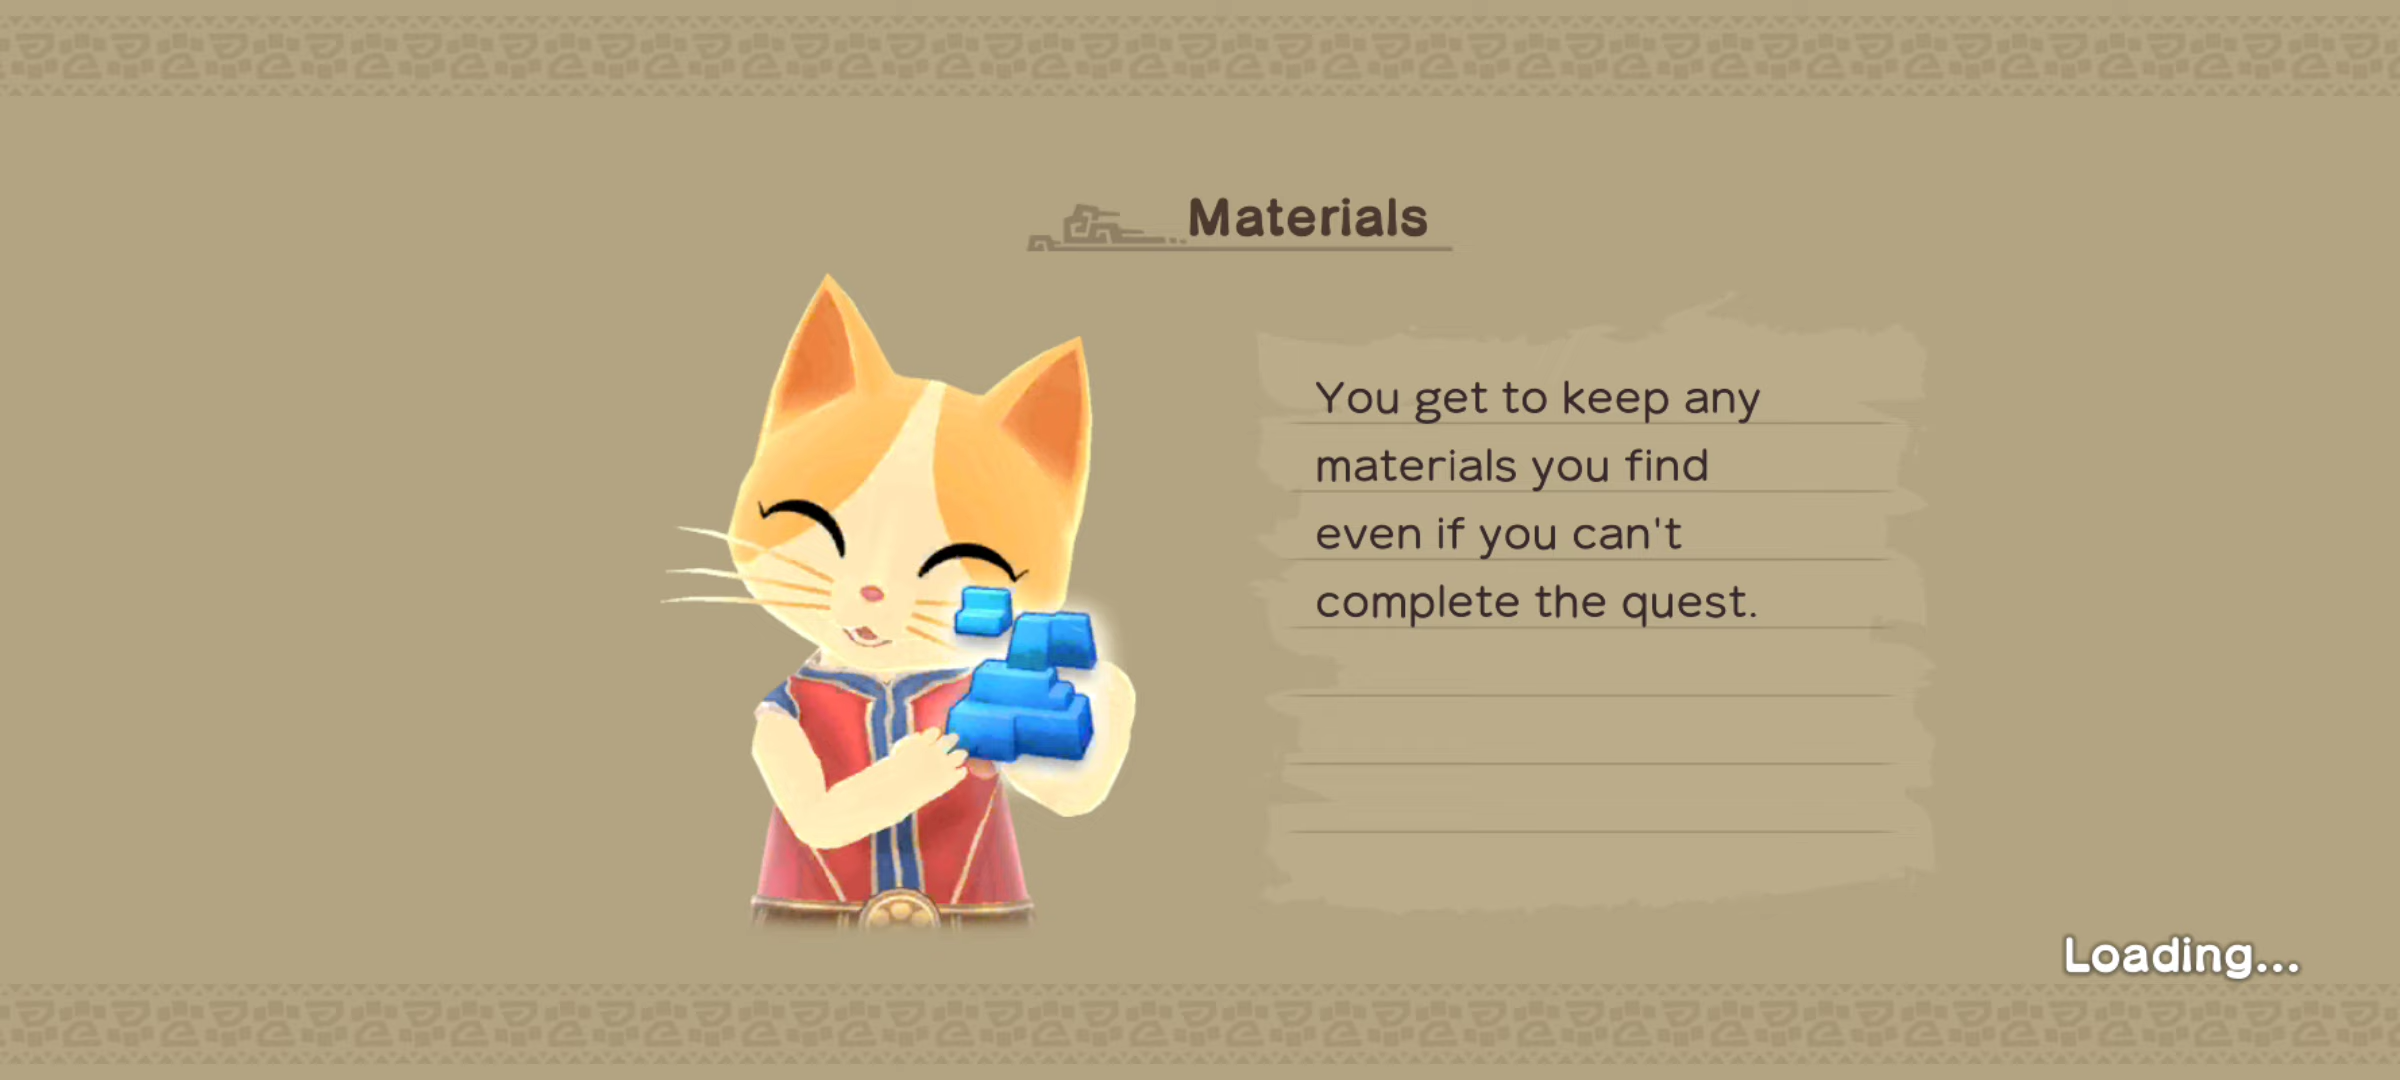 Materials
You get to keep any
materials you find
even if you can't
complete the quest.
Loading...